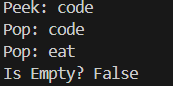 Peek: code
Pop: code
Pop: eat
Is Empty? False